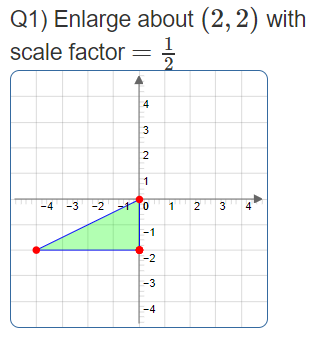 Q1) Enlarge about (2, 2) with
scale factor = 1/2
4
3
2
1
-4 -3 -2 -1 0 1 2 3 4
-1
-2
-3
-4